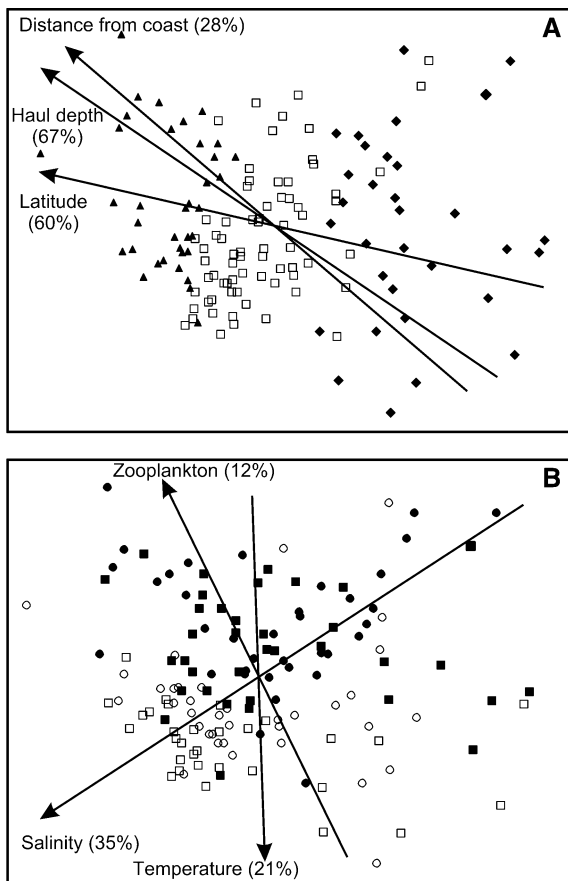 Distance from coast (28%)
A
Haul depth
(67%)
Latitude
(60%)
Zooplankton (12%)
B
Salinity (35%)
Temperature (21%)